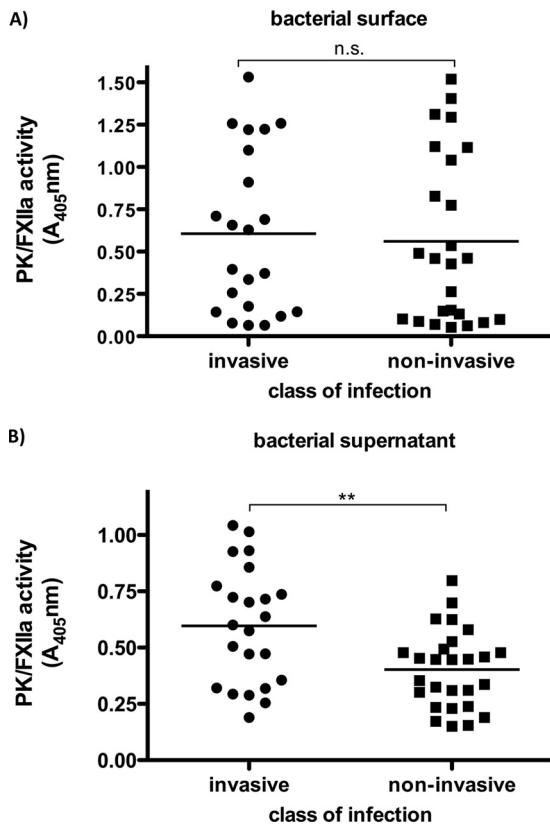 A)
bacterial surface
n.s.
PK/FXIIa activity
(A405nm)
1.50
1.25
1.00
0.75
0.50
0.25
0.00
invasive non-invasive
class of infection
B)
bacterial supernatant
**
PK/FXIIa activity
(A405nm)
1.00
0.75
0.50
0.25
0.00
invasive non-invasive
class of infection